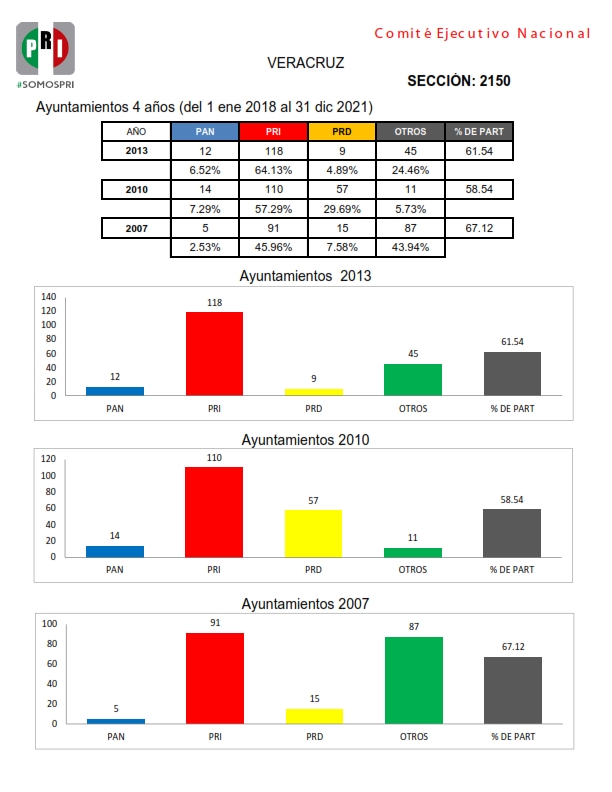 Comité Ejecutivo Nacional
PRI
#SOMOSPRI
VERACRUZ
SECCIÓN: 2150
Ayuntamientos 4 años (del 1 ene 2018 al 31 dic 2021)
AÑO PAN PRI PRD OTROS % DE PART
2013 12 118 9 45 61.54
6.52% 64.13% 4.89% 24.46%
2010 14 110 57 11 58.54
7.29% 57.29% 29.69% 5.73%
2007 5 91 15 87 67.12
2.53% 45.96% 7.58% 43.94%
Ayuntamientos 2013
140
120
100
80
60
40
20
0
12 118 9 45 61.54
PAN PRI PRD OTROS % DE PART
Ayuntamientos 2010
120
100
80
60
40
20
0
14 110 57 11 58.54
PAN PRI PRD OTROS % DE PART
Ayuntamientos 2007
100
80
60
40
20
0
5 91 15 87 67.12
PAN PRI PRD OTROS % DE PART